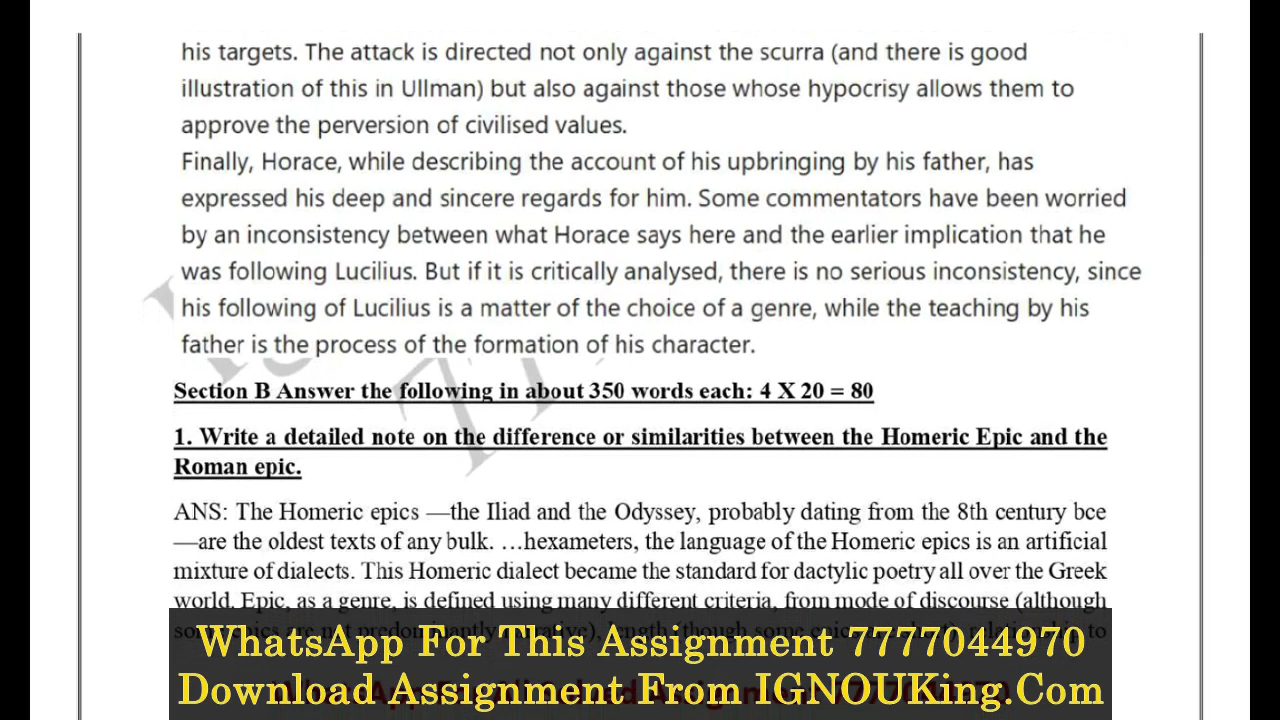 his targets. The attack is directed not only against the scurra (and there is good
illustration of this in Ullman) but also against those whose hypocrisy allows them to
approve the perversion of civilised values.
Finally, Horace, while describing the account of his upbringing by his father, has
expressed his deep and sincere regards for him. Some commentators have been worried
by an inconsistency between what Horace says here and the earlier implication that he
was following Lucilius. But if it is critically analysed, there is no serious inconsistency, since
his following of Lucilius is a matter of the choice of a genre, while the teaching by his
father is the process of the formation of his character.
Section B Answer the following in about 350 words each: 4 X 20 = 80
1. Write a detailed note on the difference or similarities between the Homeric Epic and the
Roman epic.
ANS: The Homeric epics —the Iliad and the Odyssey, probably dating from the 8th century bce
—are the oldest texts of any bulk. …hexameters, the language of the Homeric epics is an artificial
mixture of dialects. This Homeric dialect became the standard for dactylic poetry all over the Greek
world. Epic, as a genre, is defined using many different criteria, from mode of discourse (although
WhatsApp For This Assignment 7777044970
Download Assignment From IGNOUKing.Com